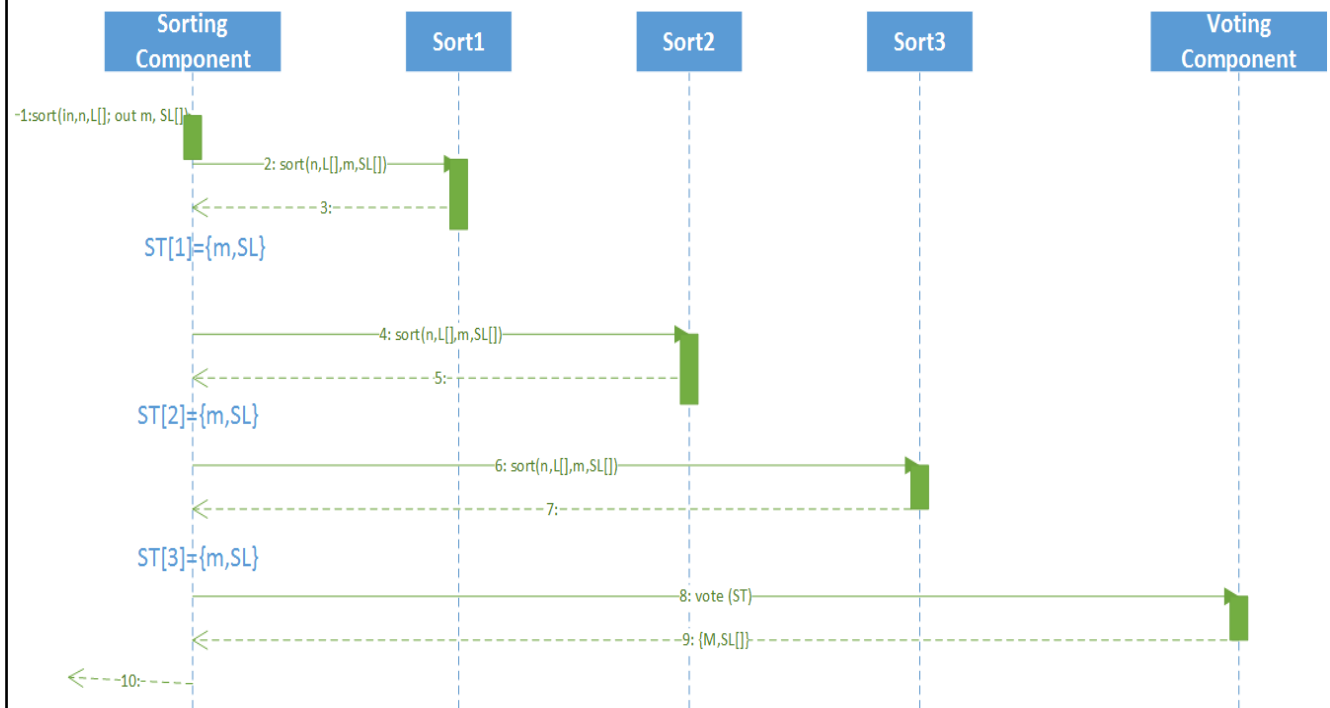 Sorting
Component
Sort1
Sort2
Sort3
Voting
Component
1:sort(in,n,L[]; out m, SL[])
2: sort(n,L[],m,SL[])
3:
ST[1]={m,SL}
4: sort(n,L[],m,SL[])
5:
ST[2]={m,SL}
6: sort(n,L[],m,SL[])
7:
ST[3]={m,SL}
8: vote (ST)
9: {M,SL[]}
10: